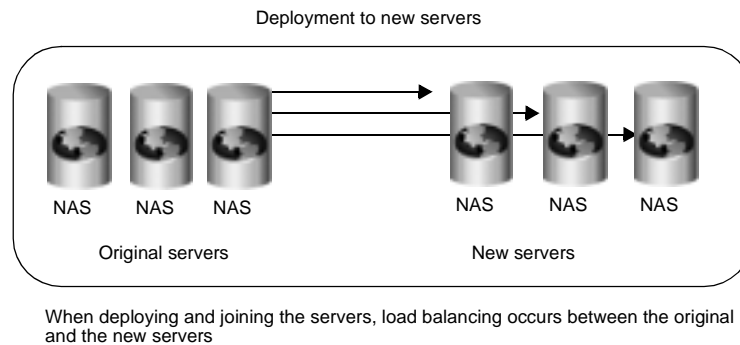 Deployment to new servers
NAS NAS NAS NAS NAS NAS
Original servers New servers
When deploying and joining the servers, load balancing occurs between the original
and the new servers